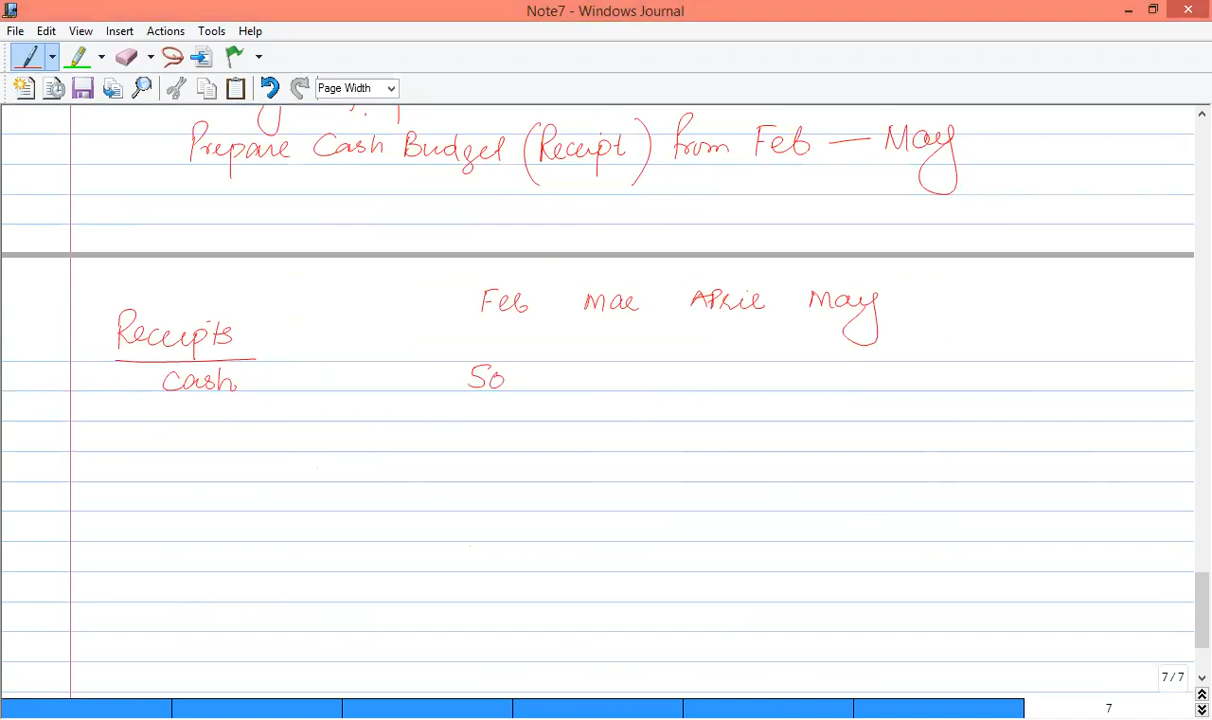 Note7 - Windows Journal
File Edit View Insert Actions Tools Help
Page Width
Prepare Cash Budget (Receipt) from Feb — May
Feb Mar April May
Receipts
Cash 50
7 / 7
7